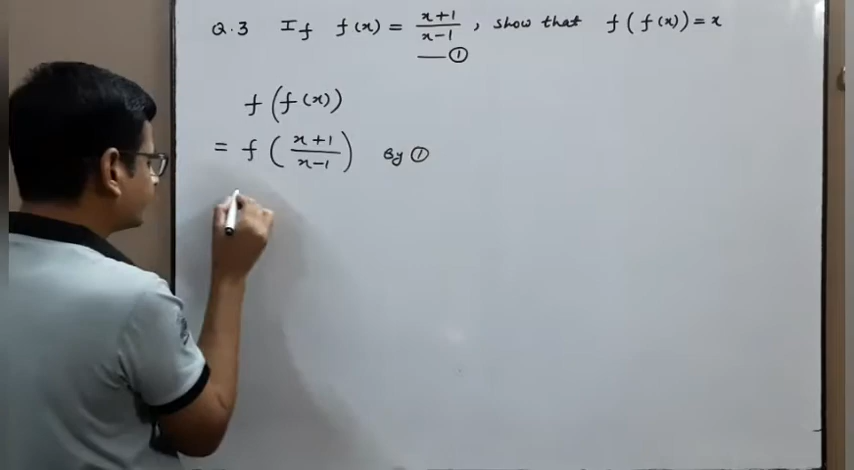 Q.3 If f(x) = x+1/x-1, show that f(f(x)) = x
—①
f(f(x))
= f(x+1/x-1) By ①